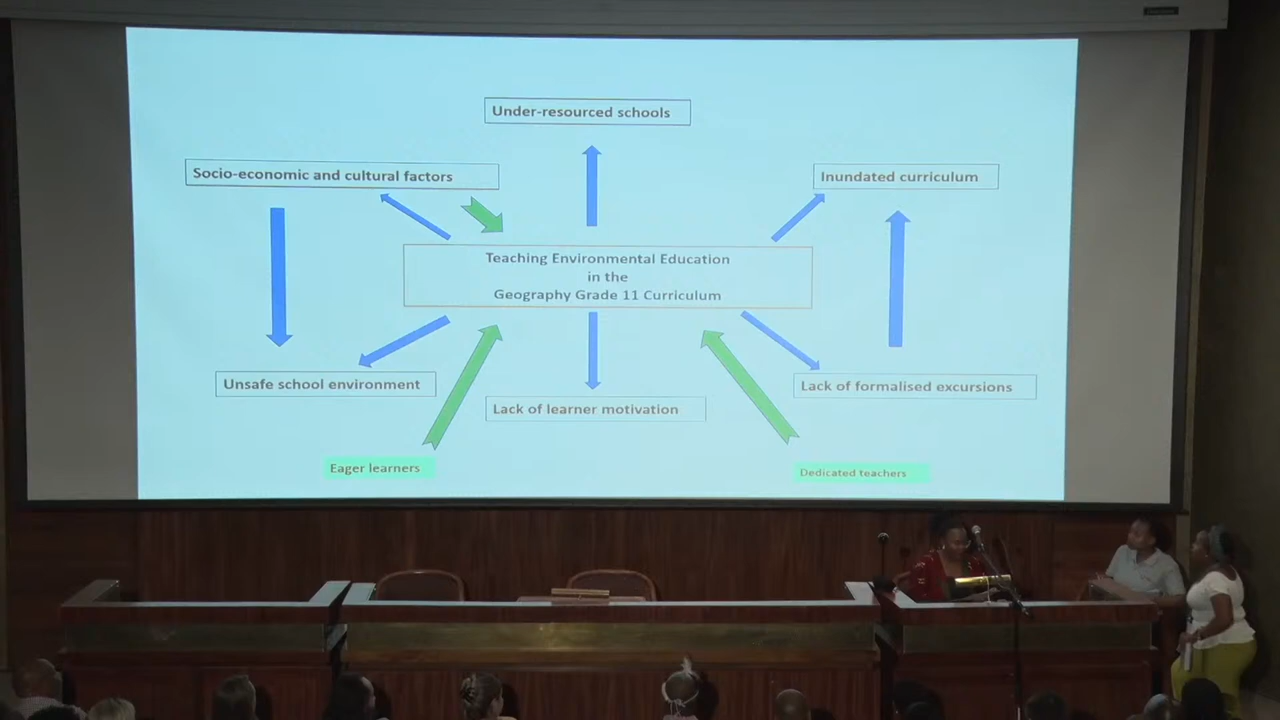 Under-resourced schools
Socio-economic and cultural factors
Inundated curriculum
Teaching Environmental Education
in the
Geography Grade 11 Curriculum
Unsafe school environment
Lack of learner motivation
Lack of formalised excursions
Eager learners
Dedicated teachers